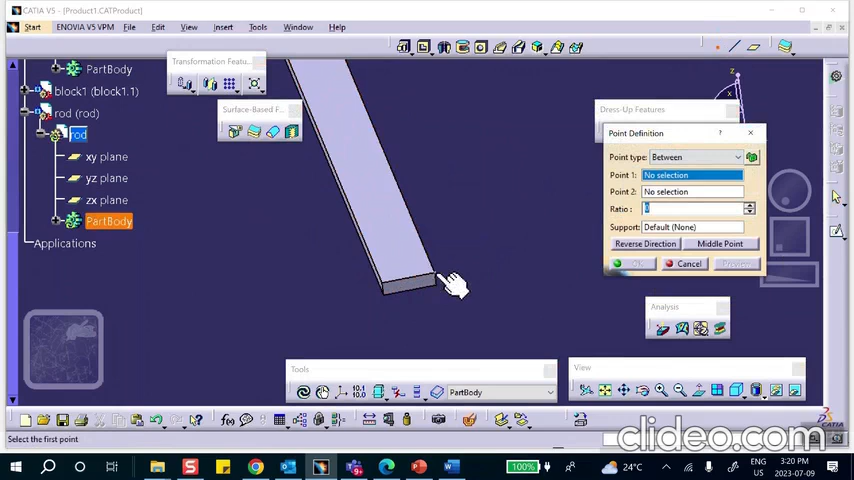 CATIA V5 - [Product1.CATProduct]
Start
ENOVIA V5 VPM
File
Edit
View
Insert
Tools
Window
Help
Transformation Featu...
Surface-Based F...
Dress-Up Features
PartBody
block1 (block1.1)
rod (rod)
rod
xy plane
yz plane
zx plane
PartBody
Applications
z
x
Point Definition
?
Point type: Between
Point 1: No selection
Point 2: No selection
Ratio : 0
Support: Default (None)
Reverse Direction
Middle Point
OK
Cancel
Preview
Analysis
Tools
10.1
PartBody
View
f(x)
Select the first point
clideo.com
100%
24°C
ENG
US
3:20 PM
2023-07-09